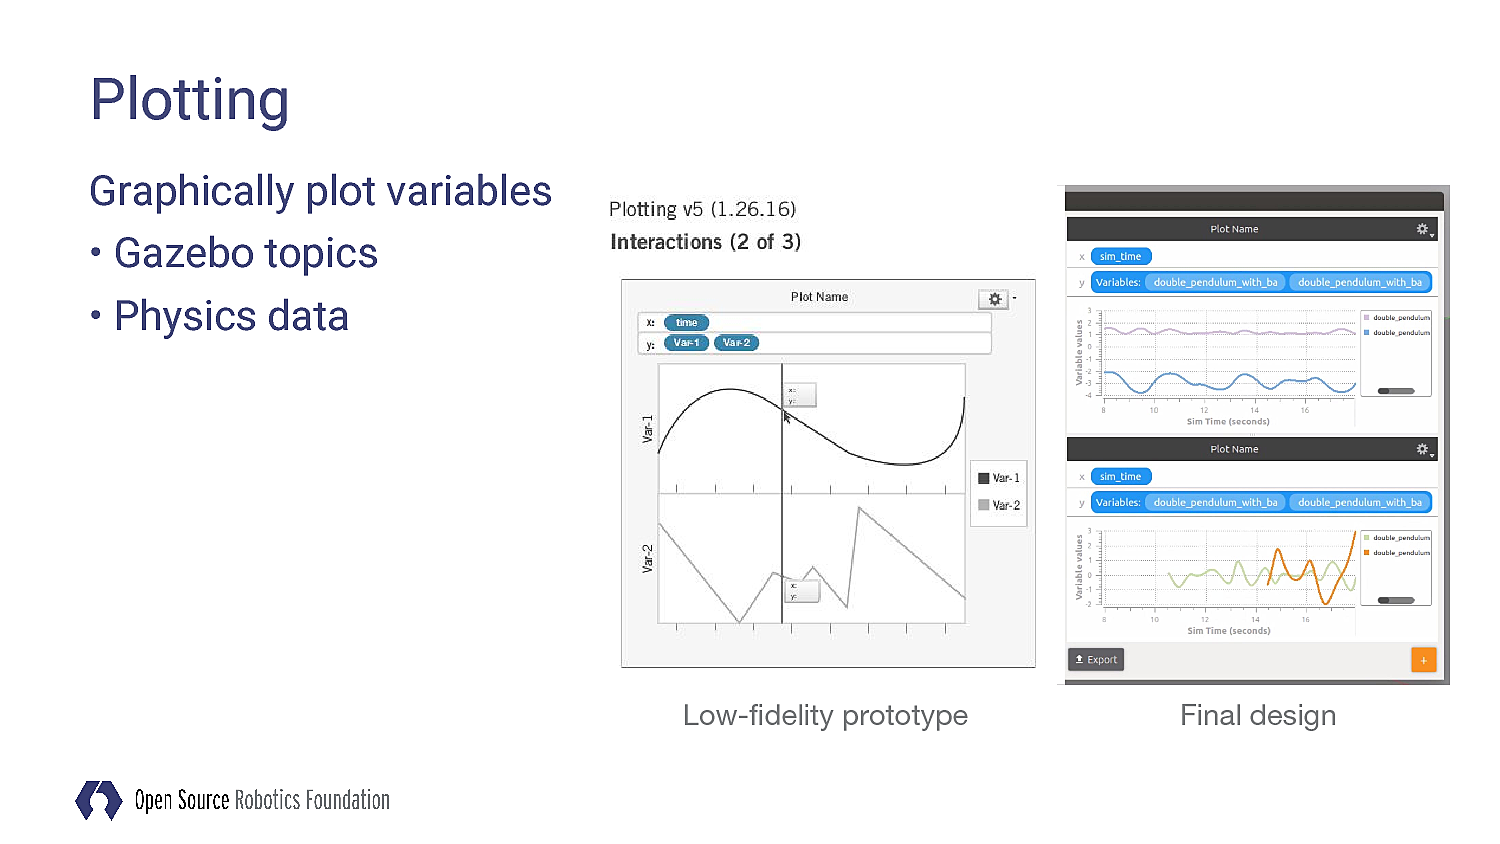 Plotting
Graphically plot variables
• Gazebo topics
• Physics data
Plotting v5 (1.26.16)
Interactions (2 of 3)
Plot Name
x: time
y: Var-1 Var-2
x:
y:
Var-1
Var-2
x:
y:
Var-1
Var-2
Low-fidelity prototype
Plot Name
x sim_time
y Variables: double_pendulum_with_ba double_pendulum_with_ba
Variable values
3
2
1
0
-1
-2
-3
-4
8 10 12 14 16
Sim Time (seconds)
double_pendulum
double_pendulum
Plot Name
x sim_time
y Variables: double_pendulum_with_ba double_pendulum_with_ba
Variable values
3
2
1
0
-1
-2
8 10 12 14 16
Sim Time (seconds)
double_pendulum
double_pendulum
Export
+
Final design
Open Source Robotics Foundation